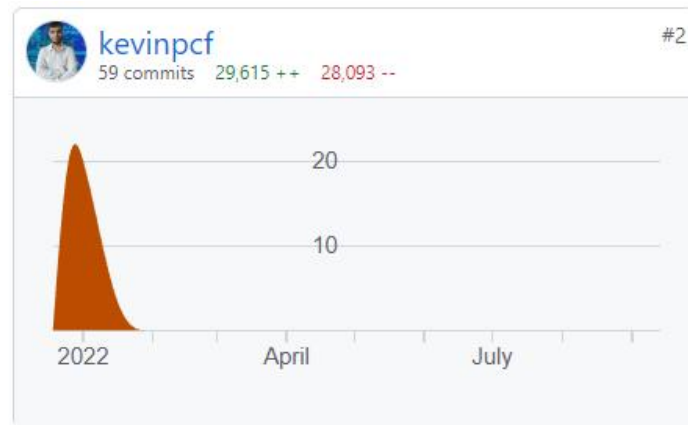 kevinpcf #2
59 commits 29,615 ++ 28,093 --
20
10
2022 April July